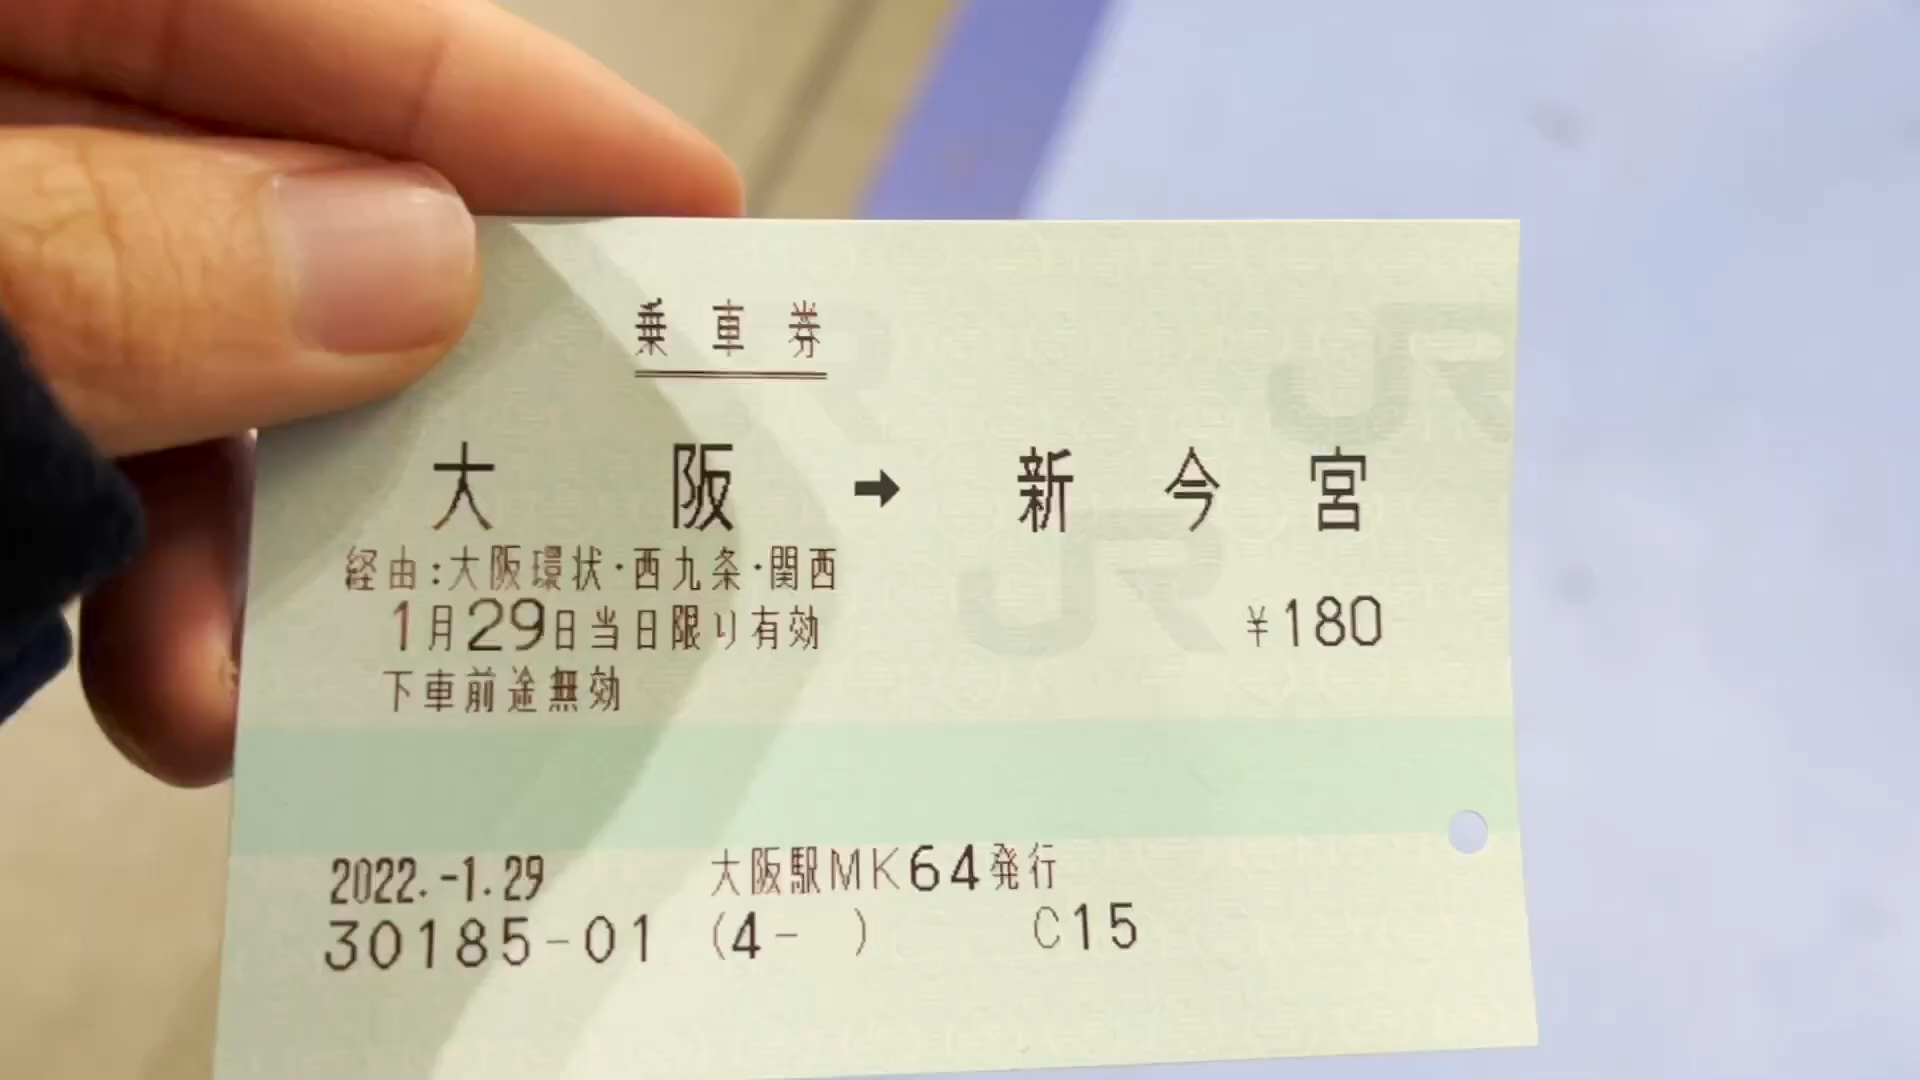 乗車券
大阪➡新今宮
経由:大阪環状・西九条・関西
1月29日当日限り有効 ¥180
下車前途無効
2022.-1.29 大阪駅MK64発行
30185-01 (4- ) C15